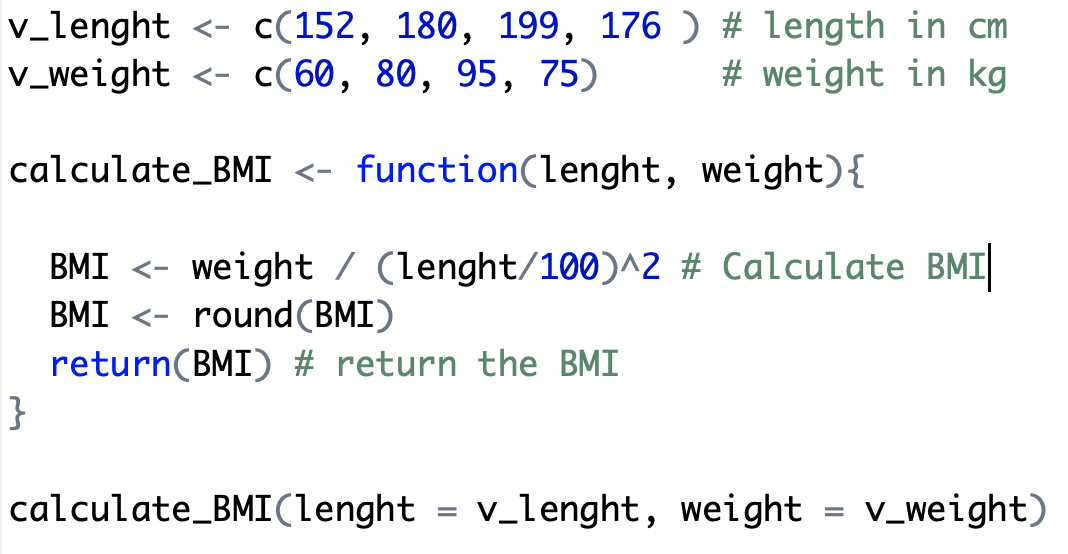 v_lenght <- c(152, 180, 199, 176 ) # length in cm
v_weight <- c(60, 80, 95, 75)      # weight in kg
calculate_BMI <- function(lenght, weight){
  BMI <- weight / (lenght/100)^2 # Calculate BMI
  BMI <- round(BMI)
  return(BMI) # return the BMI
}
calculate_BMI(lenght = v_lenght, weight = v_weight)